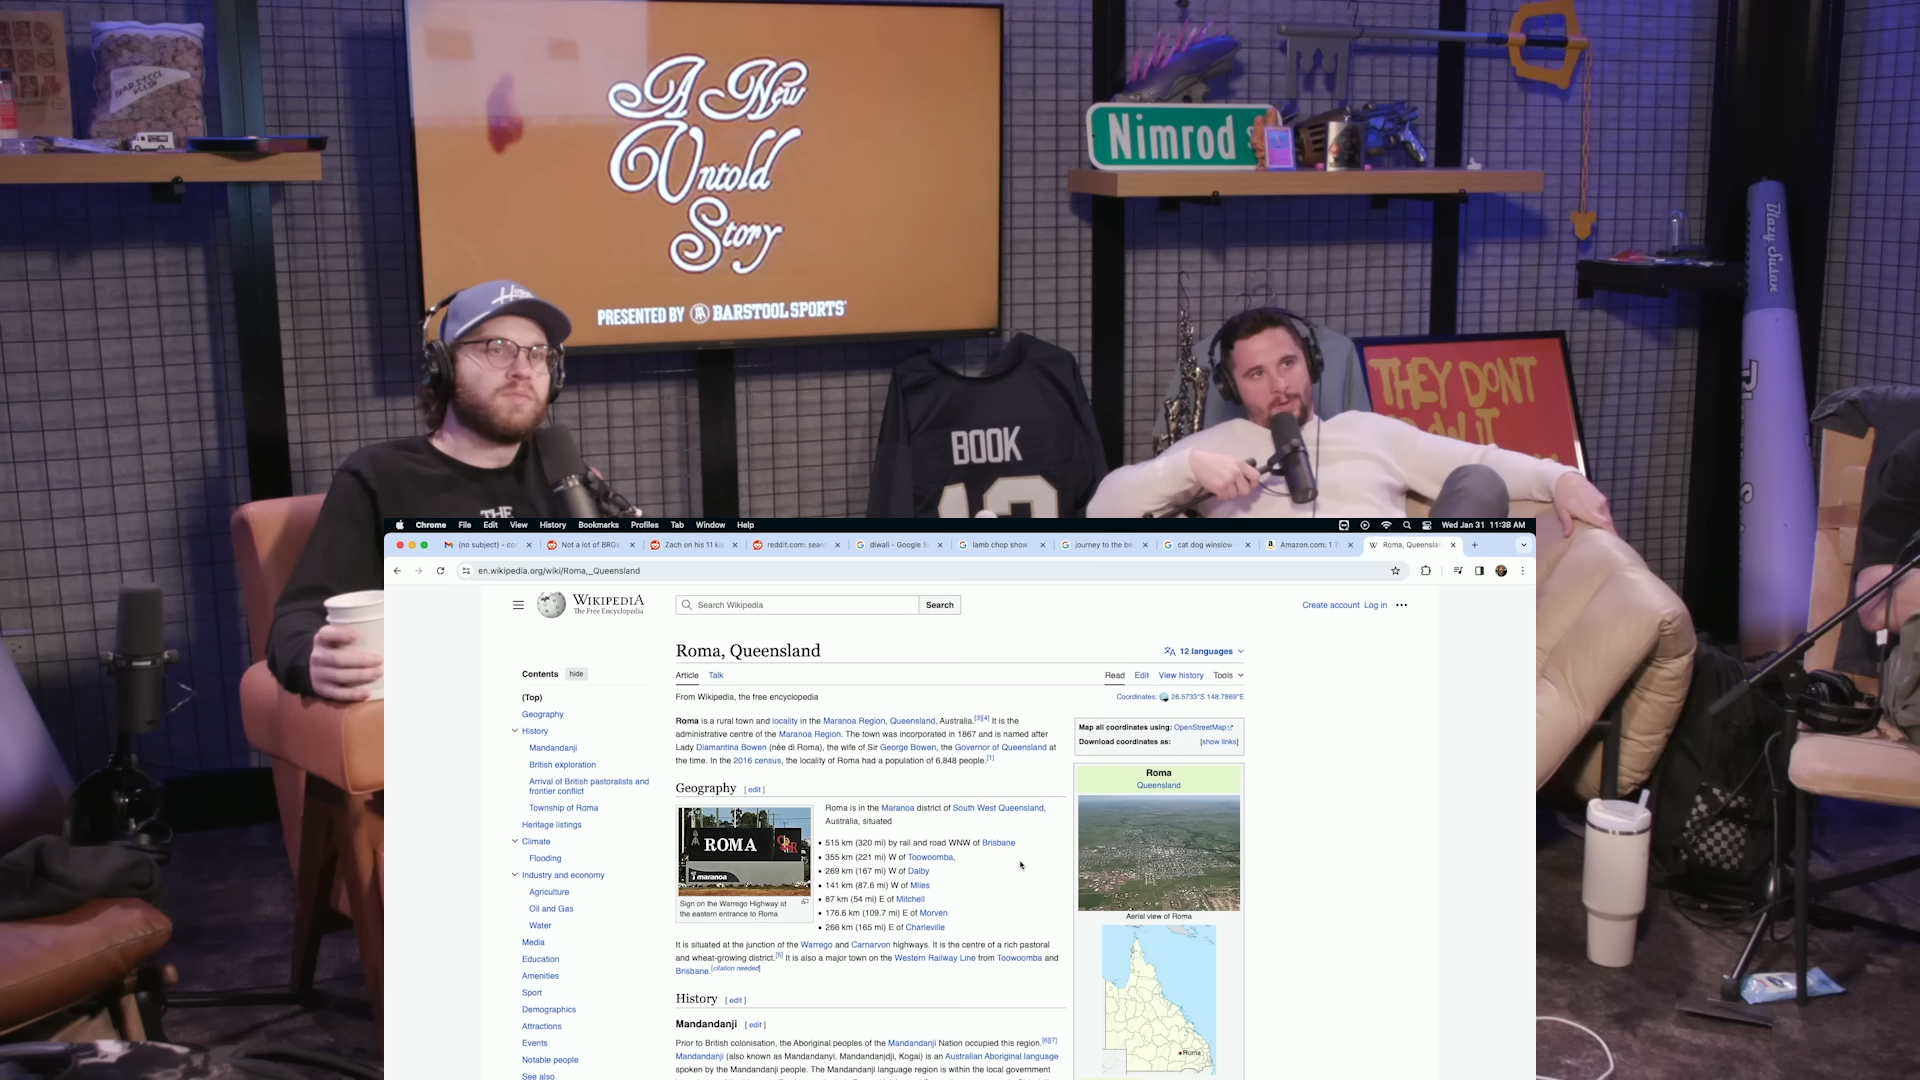 A New
Untold
Story
PRESENTED BY BARSTOOL SPORTS
Nimrod
BOOK
THEY DONT
THE
Chrome File Edit View History Bookmarks Profiles Tab Window Help
Wed Jan 31 11:38 AM
(no subject) - co
Not a lot of BRGs
Zach on his 11 ki
reddit.com: sear
diwali - Google S
lamb chop show
journey to the be
cat dog winslow
Amazon.com: 1 T
Roma, Queenslan
en.wikipedia.org/wiki/Roma,_Queensland
WIKIPEDIA
The Free Encyclopedia
Search Wikipedia
Search
Create account Log in
Roma, Queensland
12 languages
Contents hide
Article Talk
Read Edit View history Tools
(Top)
Geography
History
Mandandanji
British exploration
Arrival of British pastoralists and
frontier conflict
Township of Roma
Heritage listings
Climate
Flooding
Industry and economy
Agriculture
Oil and Gas
Water
Media
Education
Amenities
Sport
Demographics
Attractions
Events
Notable people
See also
From Wikipedia, the free encyclopedia
Coordinates: 26.5733°S 148.7869°E
Roma is a rural town and locality in the Maranoa Region, Queensland, Australia.[3][4] It is the
administrative centre of the Maranoa Region. The town was incorporated in 1867 and is named after
Lady Diamantina Bowen (née di Roma), the wife of Sir George Bowen, the Governor of Queensland at
the time. In the 2016 census, the locality of Roma had a population of 6,848 people.[1]
Map all coordinates using: OpenStreetMap
Download coordinates as: [show links]
Geography [ edit ]
ROMA
maranoa
Sign on the Warrego Highway at
the eastern entrance to Roma
Roma is in the Maranoa district of South West Queensland,
Australia, situated
• 515 km (320 mi) by rail and road WNW of Brisbane
• 355 km (221 mi) W of Toowoomba,
• 269 km (167 mi) W of Dalby
• 141 km (87.6 mi) W of Miles
• 87 km (54 mi) E of Mitchell
• 176.6 km (109.7 mi) E of Morven
• 266 km (165 mi) E of Charleville
Roma
Queensland
Aerial view of Roma
Roma
It is situated at the junction of the Warrego and Carnarvon highways. It is the centre of a rich pastoral
and wheat-growing district.[5] It is also a major town on the Western Railway Line from Toowoomba and
Brisbane.[citation needed]
History [ edit ]
Mandandanji [ edit ]
Prior to British colonisation, the Aboriginal peoples of the Mandandanji Nation occupied this region.[6][7]
Mandandanji (also known as Mandandanyi, Mandandanjdji, Kogai) is an Australian Aboriginal language
spoken by the Mandandanji people. The Mandandanji language region is within the local government